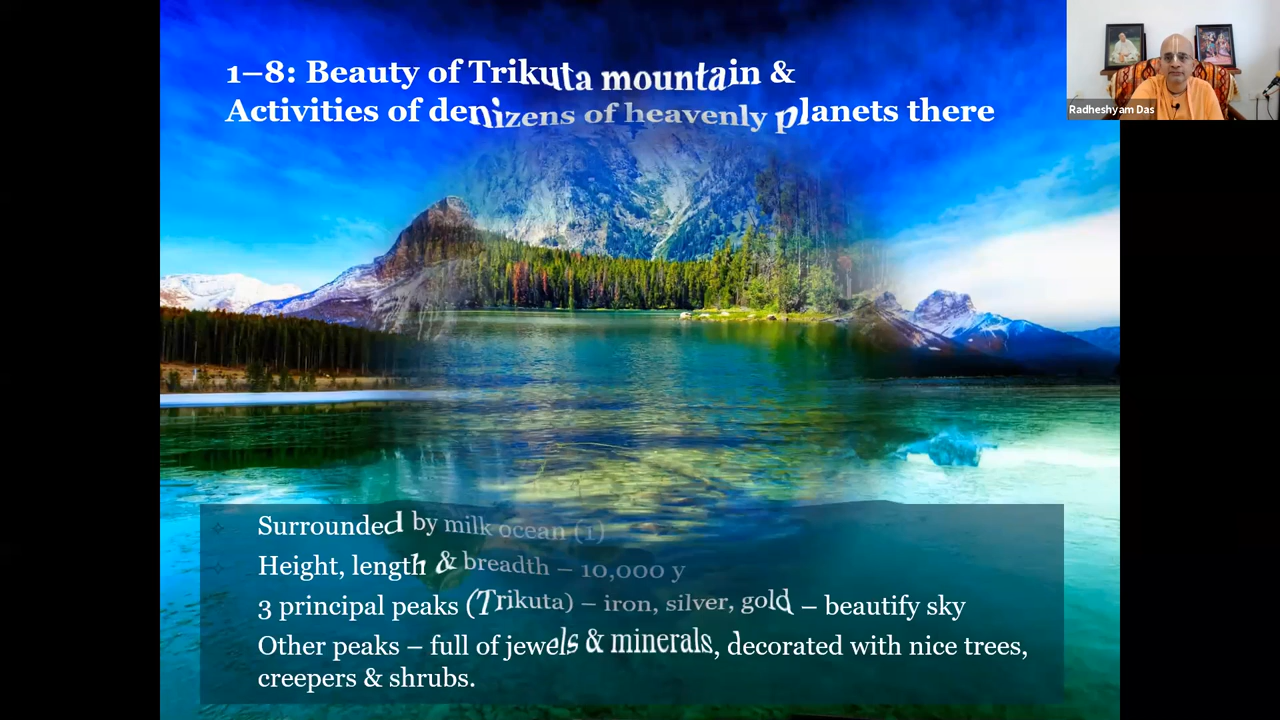 1–8: Beauty of Trikuta mountain &
Activities of denizens of heavenly planets there
Radheshyam Das
Surrounded by milk ocean (1)
Height, length & breadth – 10,000 y
3 principal peaks (Trikuta) – iron, silver, gold – beautify sky
Other peaks – full of jewels & minerals, decorated with nice trees,
creepers & shrubs.